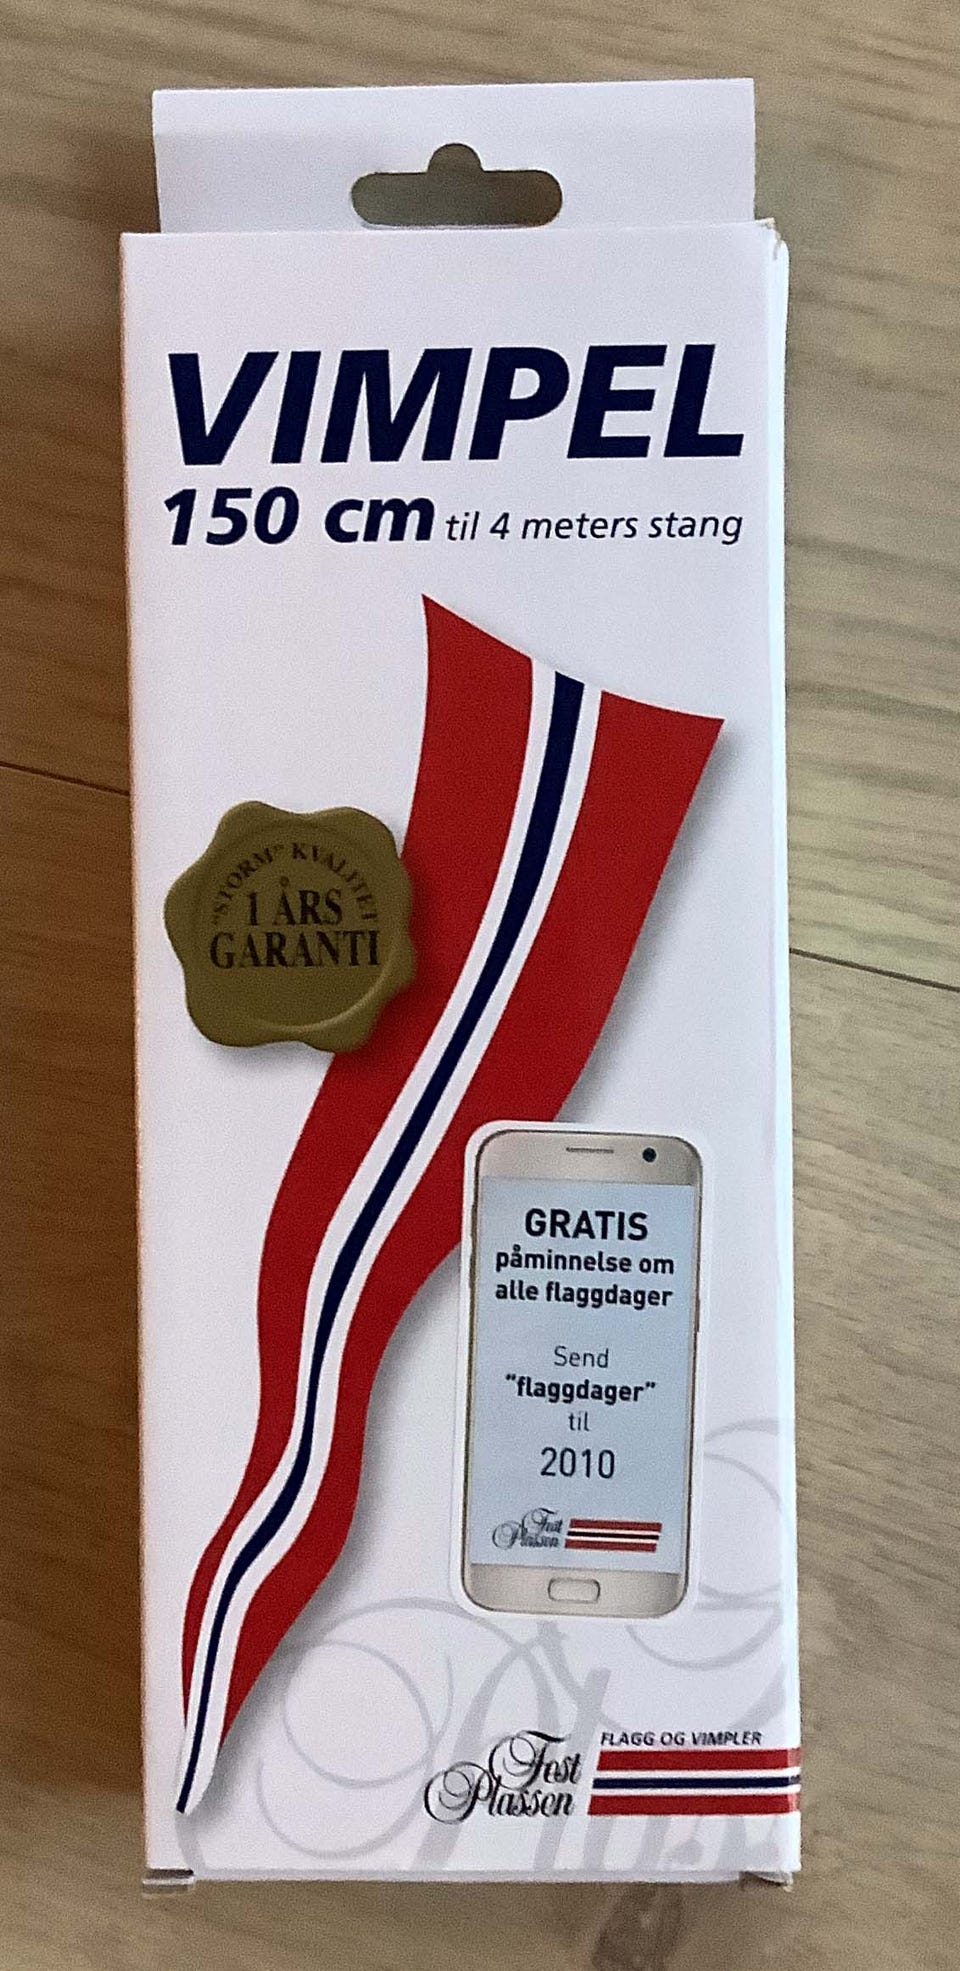 VIMPEL
150 cm til 4 meters stang
"STORM" KVALITET
1 ÅRS
GARANTI
GRATIS
påminnelse om
alle flaggdager
Send
"flaggdager"
til
2010
Fest
Plassen
FLAGG OG VIMPLER
Fest
Plassen